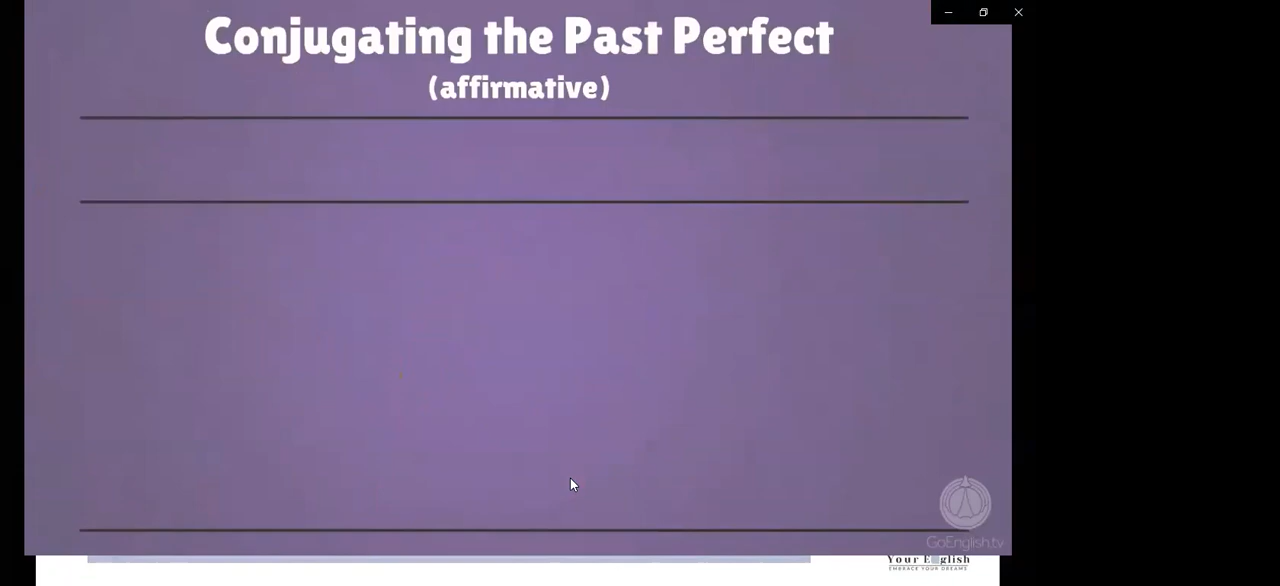 Conjugating the Past Perfect
(affirmative)
GoEnglish.tv
Your English
EMBRACE YOUR DREAMS